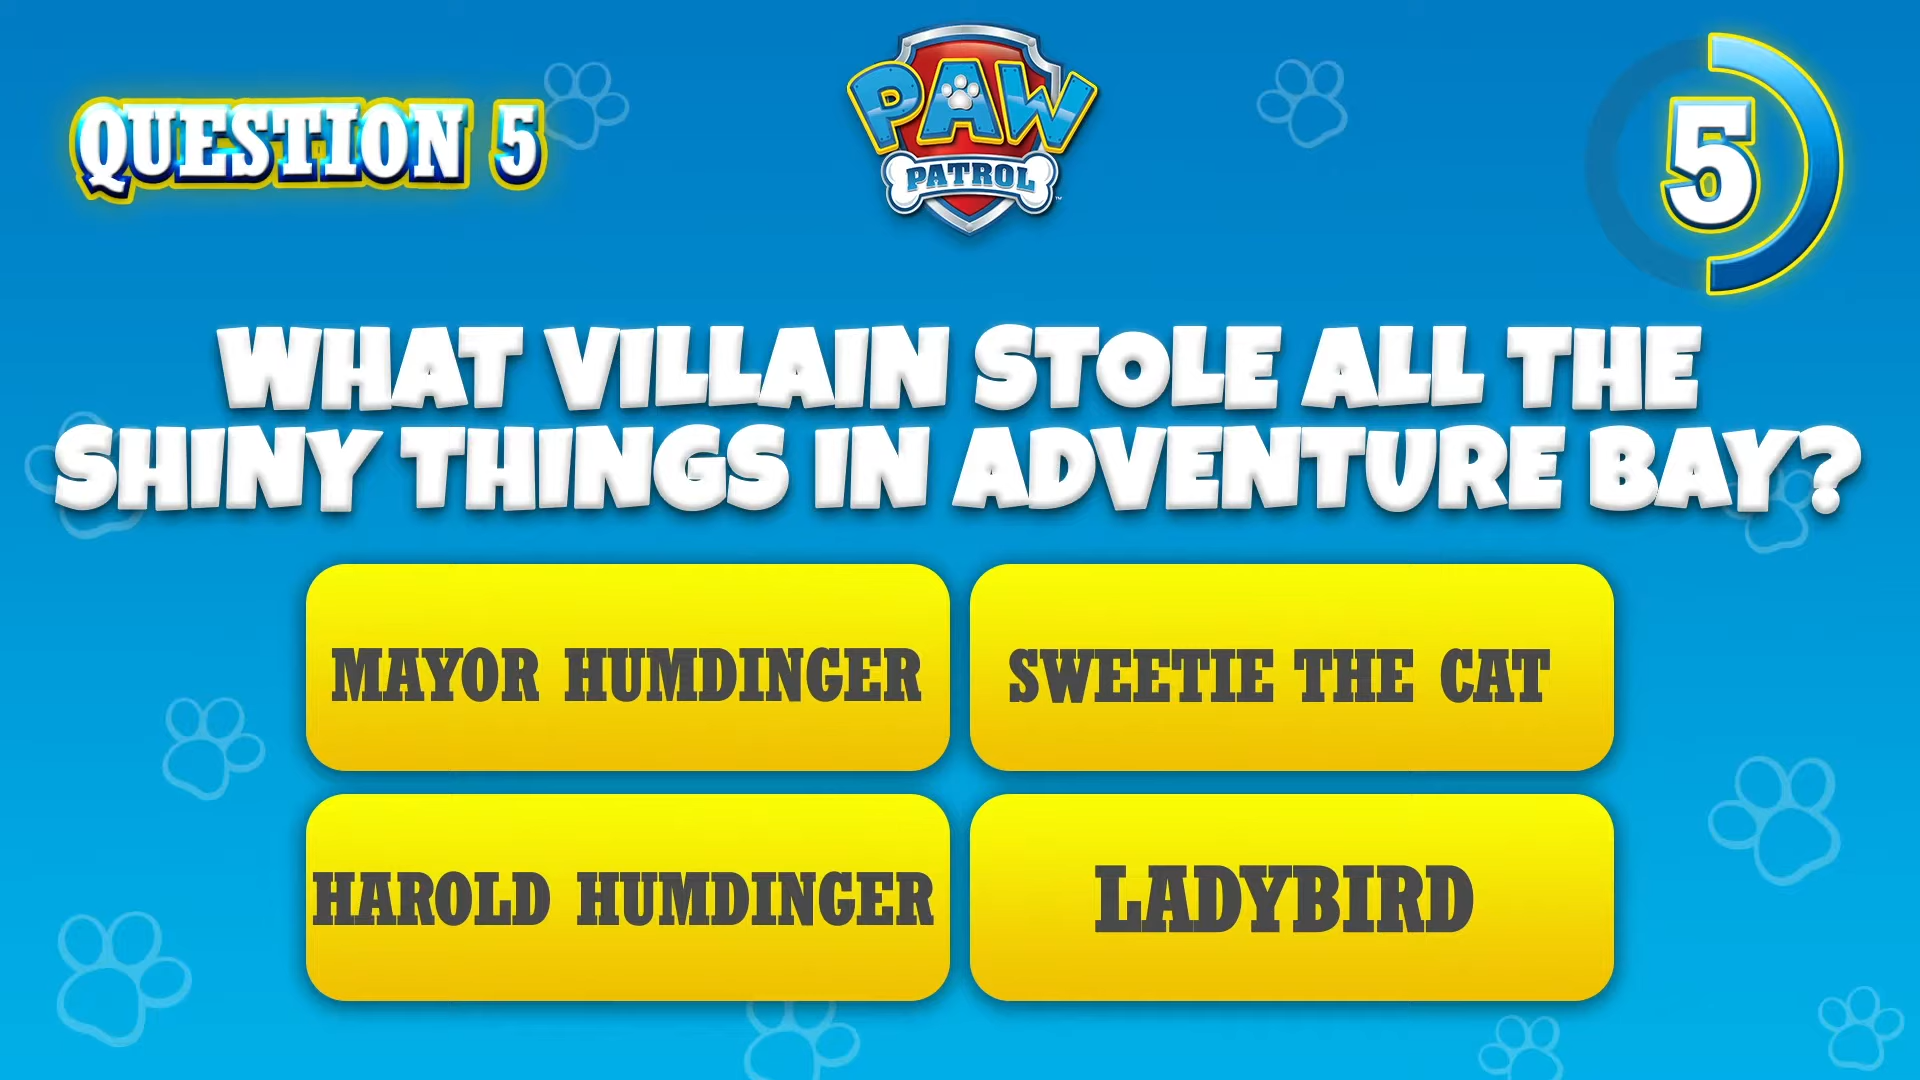 QUESTION 5
PAW
PATROL
5
WHAT VILLAIN STOLE ALL THE
SHINY THINGS IN ADVENTURE BAY?
MAYOR HUMDINGER
SWEETIE THE CAT
HAROLD HUMDINGER
LADYBIRD